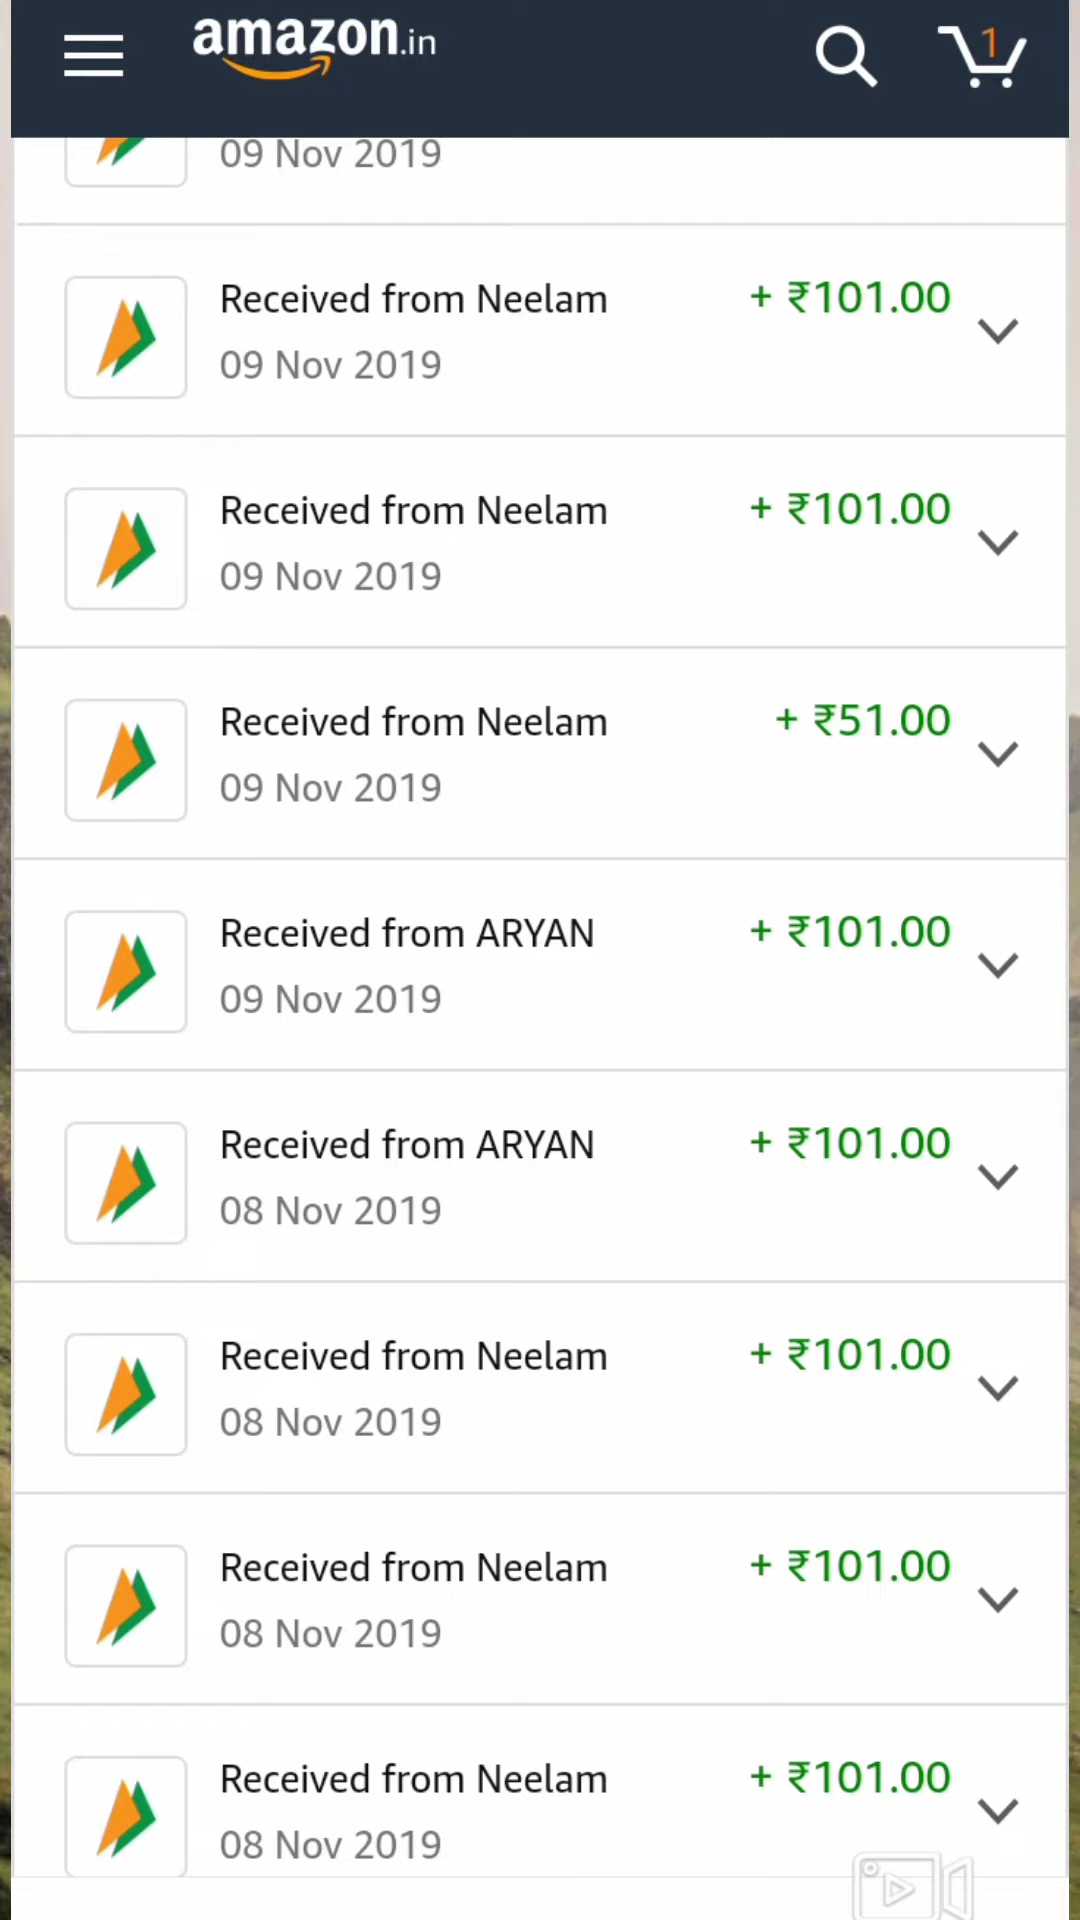 amazon.in
1
09 Nov 2019
Received from Neelam + ₹101.00
09 Nov 2019
Received from Neelam + ₹101.00
09 Nov 2019
Received from Neelam + ₹51.00
09 Nov 2019
Received from ARYAN + ₹101.00
09 Nov 2019
Received from ARYAN + ₹101.00
08 Nov 2019
Received from Neelam + ₹101.00
08 Nov 2019
Received from Neelam + ₹101.00
08 Nov 2019
Received from Neelam + ₹101.00
08 Nov 2019